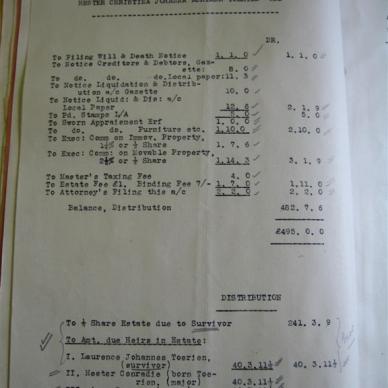 HESTER CHRISTINA
DR.
To Filing Will & Death Notice 1. 1. 0 1. 1. 0
To Notice Creditors & Debtors, Gaz-
ette: 8. 0
To do. do. do. Local paper: 11. 3
To Notice Liquidation & Distrib-
ution a/c Gazette 10. 0
To Notice Liquid: & Dis: a/c
Local Paper 12. 6 2. 1. 9
To Pd. Stamps L/A 5. 0 5. 0
To Sworn Appraisement Erf 1. 0. 0
To do. do. Furniture etc. 1.10. 0 2.10. 0
To Exec: Comm on Immov. Property,
or ½ Share 1. 7. 6
To Exec: Comm: on Movable Property,
or ½ Share 1.14. 3 3. 1. 9
To Master's Taxing Fee 4. 0
To Estate Fee £1. Binding Fee 7/- 1. 7. 0 1.11. 0
To Attorney's Filing this a/c 2. 2. 0 2. 2. 0
Balance, Distribution 482. 7. 6
£495. 0. 0
DISTRIBUTION
To ½ Share Estate due to Survivor 241. 3. 9
To Amt. due Heirs in Estate:
I. Laurence Johannes Toerien,
(survivor) 40. 3.11½ 40. 3.11½
II. Hester Conradie (born Toe-
rien, (major) 40. 3.11½